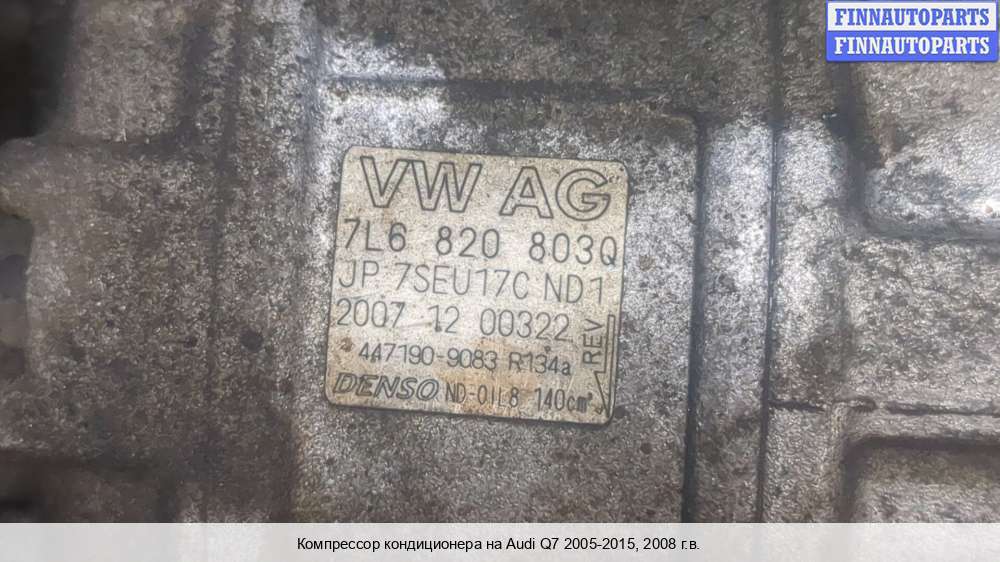 FINNAUTOPARTS
FINNAUTOPARTS
VW AG
7L6 820 803Q
JP 7SEU17C ND1
2007 12 00322
447190-9083 R134a
REV
DENSO ND-OIL8 140cm³
Компрессор кондиционера на Audi Q7 2005-2015, 2008 г.в.